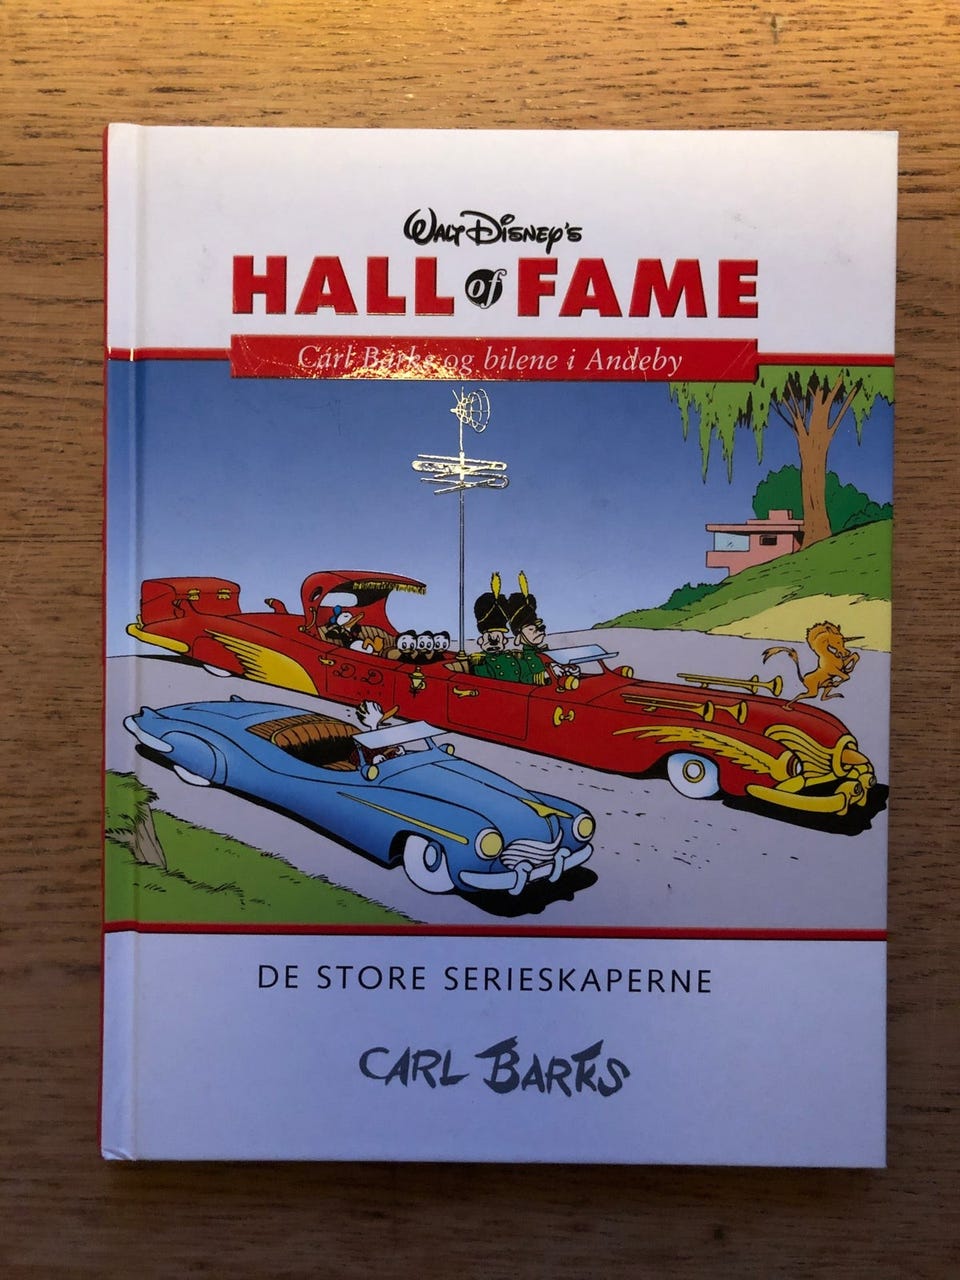 WALT DISNEY'S
HALL of FAME
Carl Barks og bilene i Andeby
D.D.
DE STORE SERIESKAPERNE
CARL BARKS